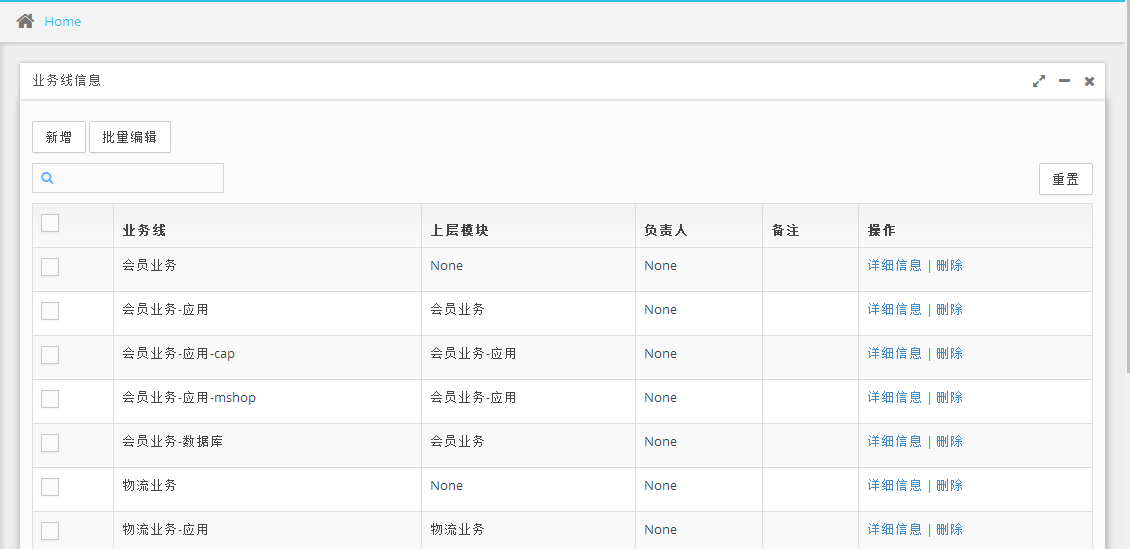 Home
业务线信息
新增 批量编辑
重置
业务线 上层模块 负责人 备注 操作
会员业务 None None 详细信息 | 删除
会员业务-应用 会员业务 None 详细信息 | 删除
会员业务-应用-cap 会员业务-应用 None 详细信息 | 删除
会员业务-应用-mshop 会员业务-应用 None 详细信息 | 删除
会员业务-数据库 会员业务 None 详细信息 | 删除
物流业务 None None 详细信息 | 删除
物流业务-应用 物流业务 None 详细信息 | 删除